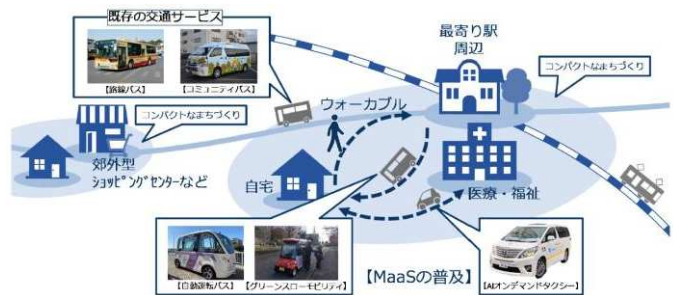 既存の交通サービス
【路線バス】
【コミュニティバス】
最寄り駅
周辺
コンパクトなまちづくり
コンパクトなまちづくり
ウォーカブル
郊外型
ショッピングセンターなど
自宅
医療・福祉
【自動運転バス】
【グリーンスローモビリティ】
【MaaSの普及】
【AIオンデマンドタクシー】